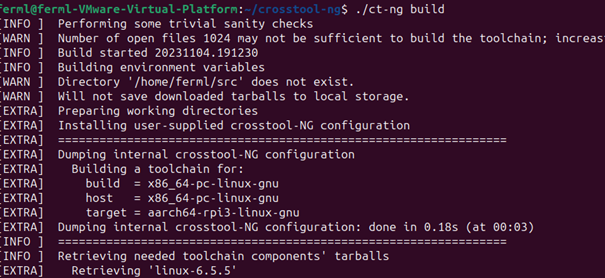 ferml@ferml-VMware-Virtual-Platform:~/crosstool-ng$ ./ct-ng build
[INFO ]  Performing some trivial sanity checks
[WARN ]  Number of open files 1024 may not be sufficient to build the toolchain; increas
[INFO ]  Build started 20231104.191230
[INFO ]  Building environment variables
[WARN ]  Directory '/home/ferml/src' does not exist.
[WARN ]  Will not save downloaded tarballs to local storage.
[EXTRA]  Preparing working directories
[EXTRA]  Installing user-supplied crosstool-NG configuration
[EXTRA]  =================================================================
[EXTRA]  Dumping internal crosstool-NG configuration
[EXTRA]    Building a toolchain for:
[EXTRA]      build  = x86_64-pc-linux-gnu
[EXTRA]      host   = x86_64-pc-linux-gnu
[EXTRA]      target = aarch64-rpi3-linux-gnu
[EXTRA]  Dumping internal crosstool-NG configuration: done in 0.18s (at 00:03)
[INFO ]  =================================================================
[INFO ]  Retrieving needed toolchain components' tarballs
[EXTRA]    Retrieving 'linux-6.5.5'